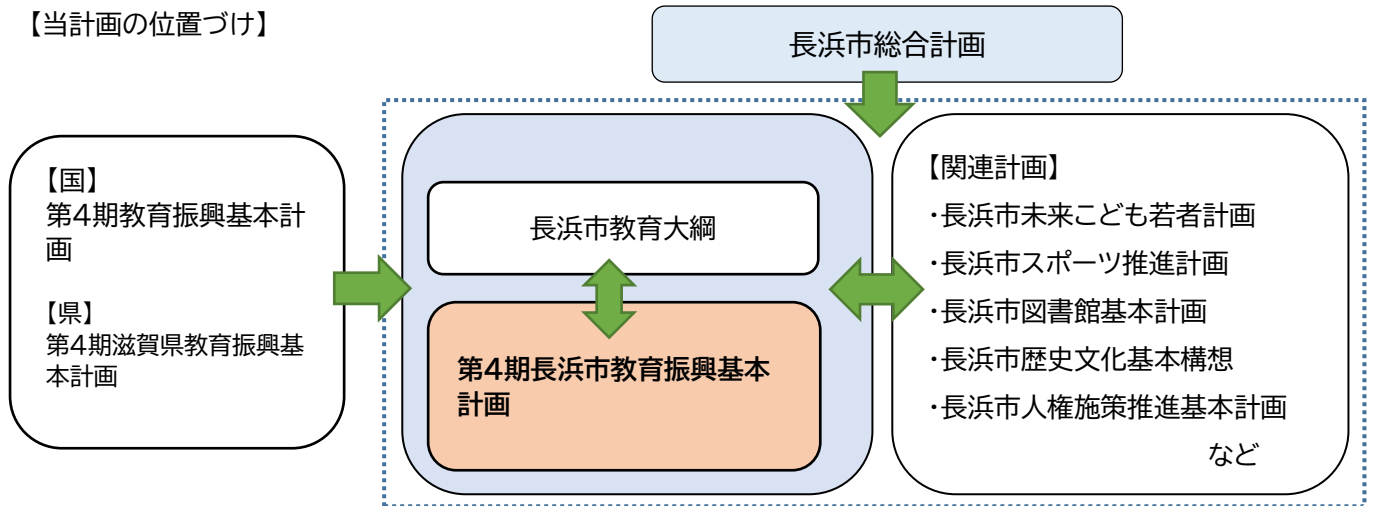 【当計画の位置づけ】
長浜市総合計画
【国】
第4期教育振興基本計
画
【県】
第4期滋賀県教育振興基
本計画
長浜市教育大綱
第4期長浜市教育振興基本
計画
【関連計画】
・長浜市未来こども若者計画
・長浜市スポーツ推進計画
・長浜市図書館基本計画
・長浜市歴史文化基本構想
・長浜市人権施策推進基本計画
など